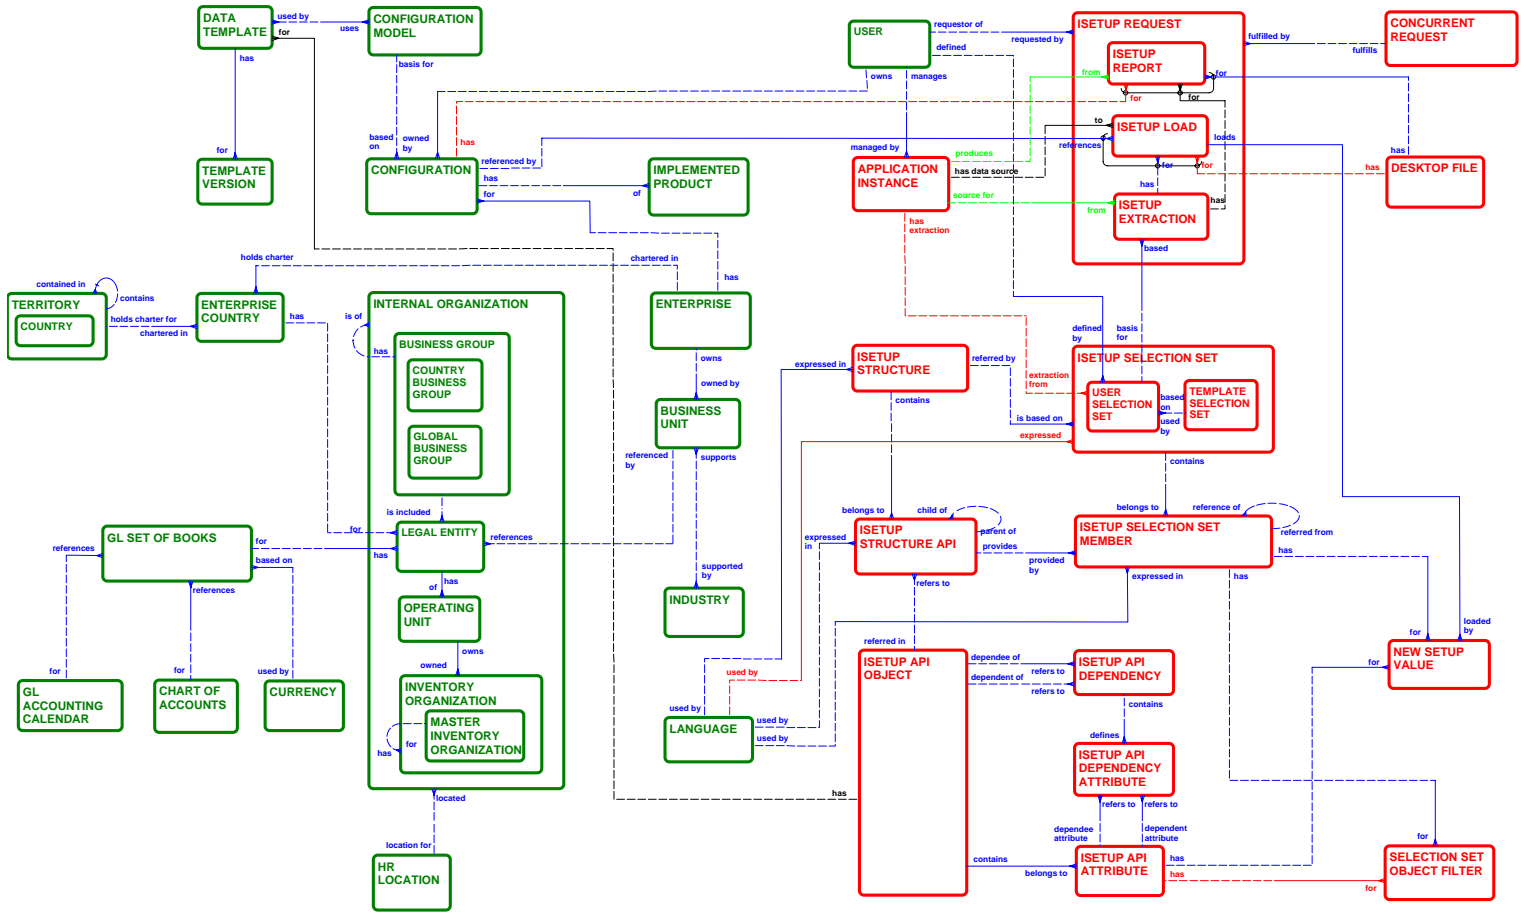 DATA
TEMPLATE
used by
uses
CONFIGURATION
MODEL
for
has
basis for
USER
requestor of
requested by
defined
owns
manages
ISETUP REQUEST
ISETUP
REPORT
fulfilled by
fulfills
CONCURRENT
REQUEST
from
for
for
for
for
TEMPLATE
VERSION
based
on
owned
by
has
CONFIGURATION
referenced by
has
for
of
IMPLEMENTED
PRODUCT
managed by
APPLICATION
INSTANCE
produces
has data source
source for
to
references
ISETUP LOAD
loads
for
for
has
ISETUP
EXTRACTION
has
from
has
has
DESKTOP FILE
has
extraction
based
holds charter
chartered in
has
contained in
contains
TERRITORY
COUNTRY
holds charter for
chartered in
ENTERPRISE
COUNTRY
has
INTERNAL ORGANIZATION
is of
has
BUSINESS GROUP
COUNTRY
BUSINESS
GROUP
GLOBAL
BUSINESS
GROUP
ENTERPRISE
owns
owned by
BUSINESS
UNIT
referenced
by
supports
defined
by
basis
for
expressed in
ISETUP
STRUCTURE
referred by
contains
extraction
from
is based on
expressed
ISETUP SELECTION SET
USER
SELECTION
SET
based
on
used
by
TEMPLATE
SELECTION
SET
contains
is included
for
LEGAL ENTITY
has
references
GL SET OF BOOKS
for
references
based on
references
has
of
OPERATING
UNIT
owns
owned
supported
by
INDUSTRY
belongs to
child of
parent of
expressed
in
ISETUP
STRUCTURE API
provides
provided
by
refers to
belongs to
reference of
referred from
ISETUP SELECTION SET
MEMBER
has
expressed in
has
for
loaded
by
NEW SETUP
VALUE
for
for
for
used by
GL
ACCOUNTING
CALENDAR
CHART OF
ACCOUNTS
CURRENCY
INVENTORY
ORGANIZATION
MASTER
INVENTORY
ORGANIZATION
for
has
located
location for
HR
LOCATION
used by
used by
LANGUAGE
used by
used by
has
referred in
ISETUP API
OBJECT
dependee of
refers to
dependent of
refers to
ISETUP API
DEPENDENCY
contains
defines
ISETUP API
DEPENDENCY
ATTRIBUTE
refers to
refers to
dependee
attribute
dependent
attribute
contains
belongs to
ISETUP API
ATTRIBUTE
has
has
for
for
SELECTION SET
OBJECT FILTER